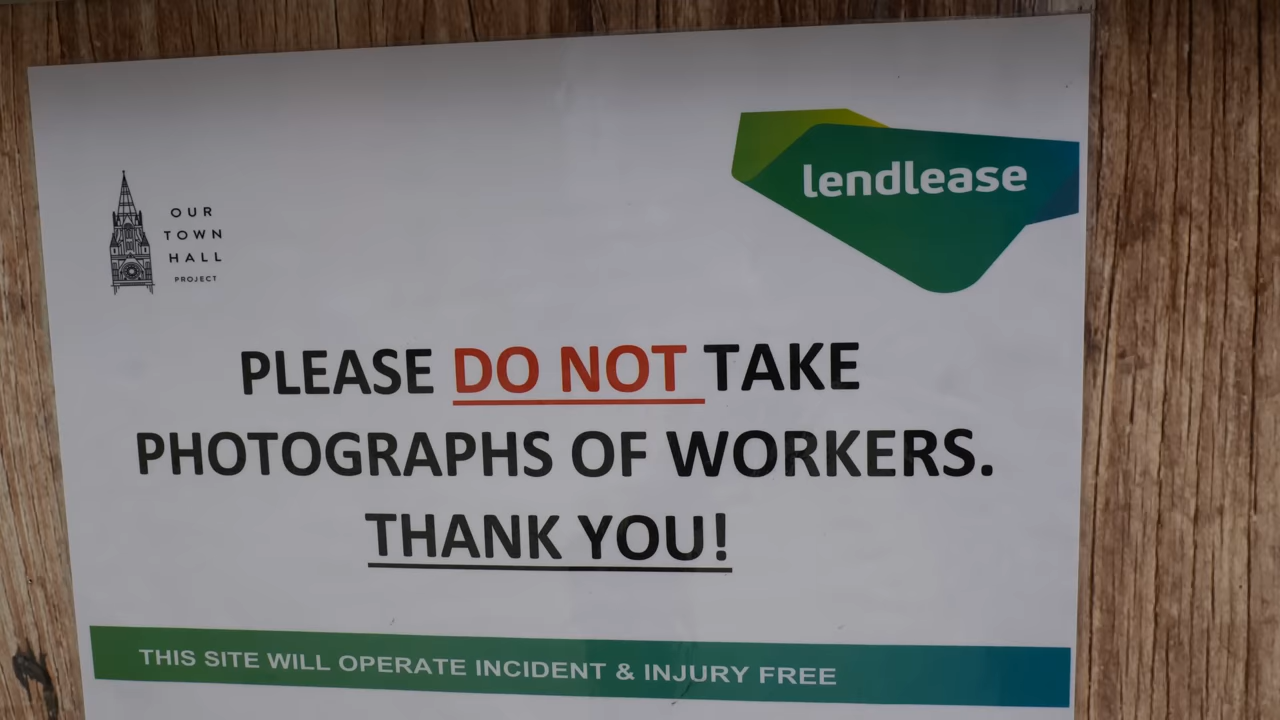 OUR
TOWN
HALL
PROJECT
lendlease
PLEASE DO NOT TAKE
PHOTOGRAPHS OF WORKERS.
THANK YOU!
THIS SITE WILL OPERATE INCIDENT & INJURY FREE